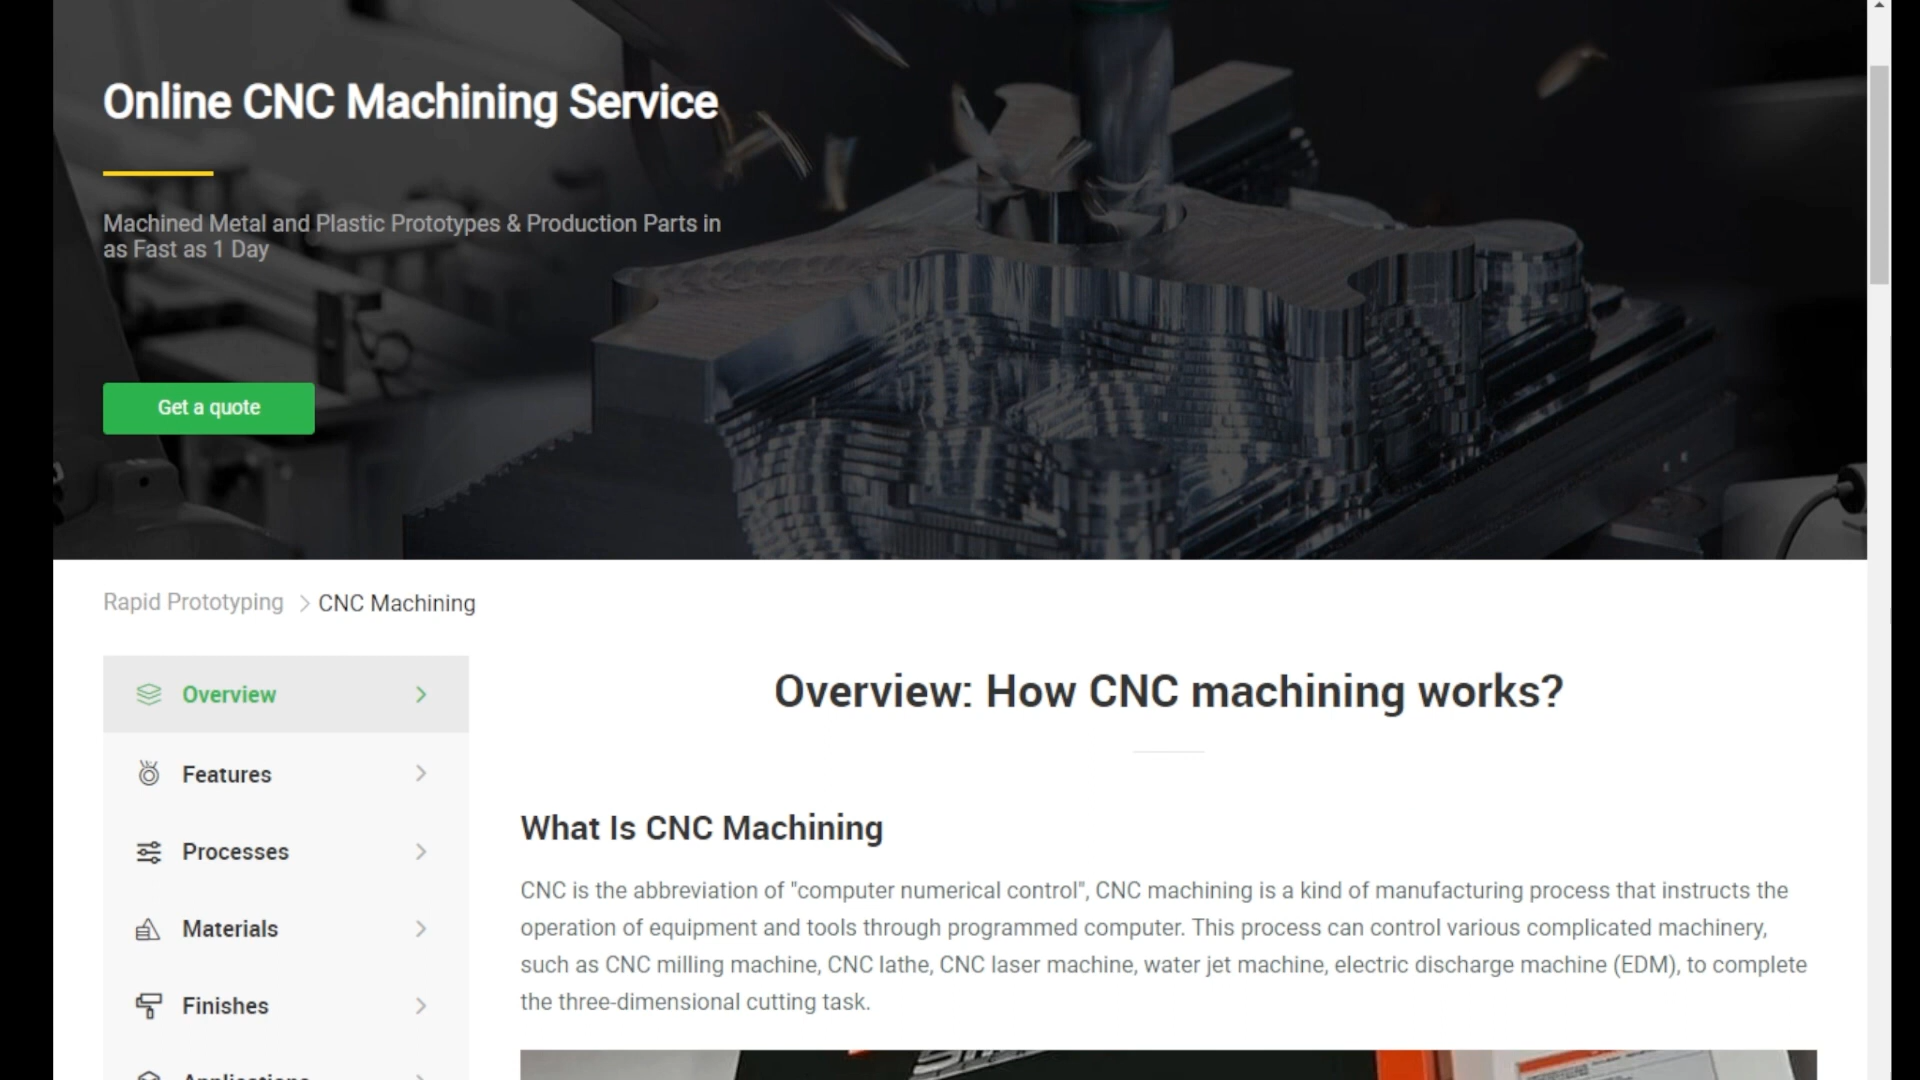 Online CNC Machining Service
Machined Metal and Plastic Prototypes & Production Parts in
as Fast as 1 Day
Get a quote
Rapid Prototyping > CNC Machining
Overview
Features
Processes
Materials
Finishes
Applications
Overview: How CNC machining works?
What Is CNC Machining
CNC is the abbreviation of "computer numerical control", CNC machining is a kind of manufacturing process that instructs the
operation of equipment and tools through programmed computer. This process can control various complicated machinery,
such as CNC milling machine, CNC lathe, CNC laser machine, water jet machine, electric discharge machine (EDM), to complete
the three-dimensional cutting task.